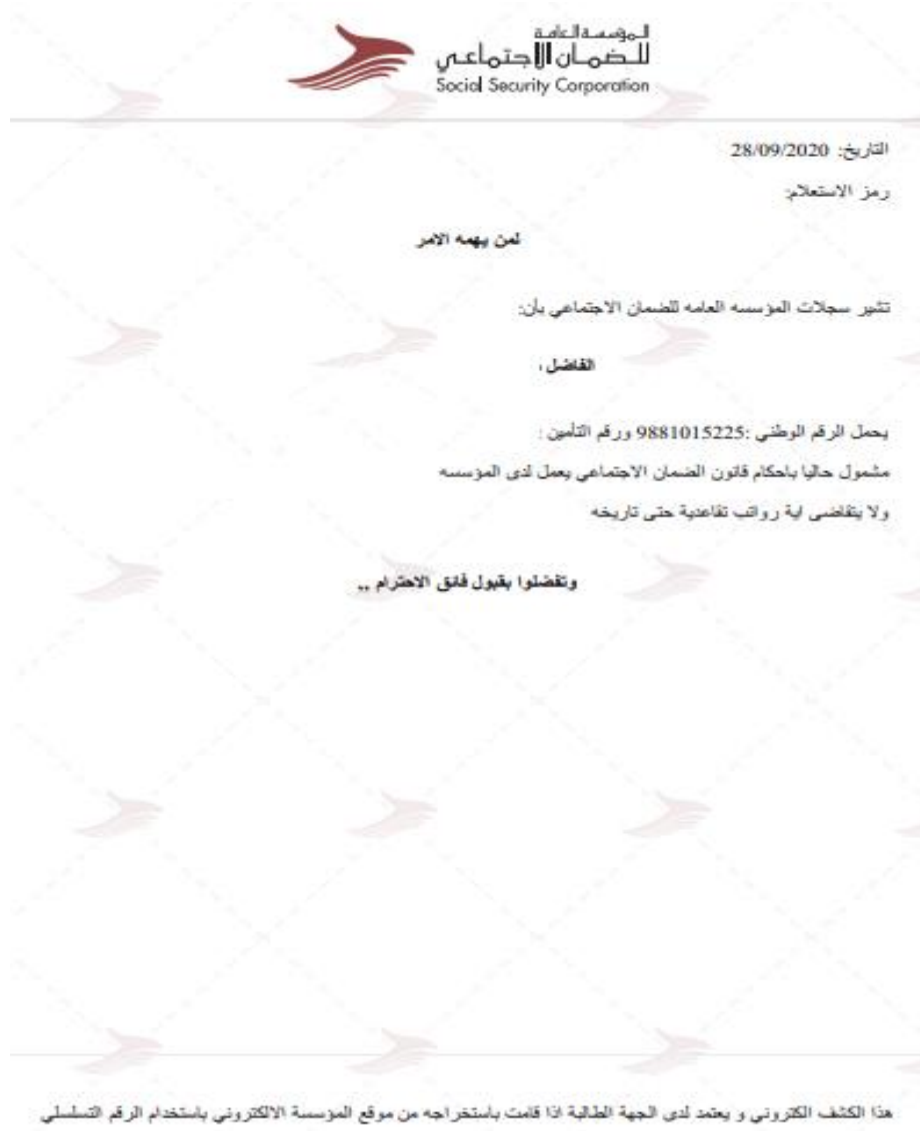 المؤسسة العامة
للضمان الاجتماعي
Social Security Corporation
التاريخ: 28/09/2020
رمز الاستعلام:
لمن يهمه الامر
تشير سجلات المؤسسه العامه للضمان الاجتماعي بأن:
الفاضل ،
يحمل الرقم الوطني :9881015225 ورقم التأمين :
مشمول حاليا باحكام قانون الضمان الاجتماعي يعمل لدى المؤسسه
ولا يتقاضى اية رواتب تقاعدية حتى تاريخه
وتفضلوا بقبول فائق الاحترام ,,
هذا الكشف الكتروني و يعتمد لدى الجهة الطالبة اذا قامت باستخراجه من موقع المؤسسة الالكتروني باستخدام الرقم التسلسلي